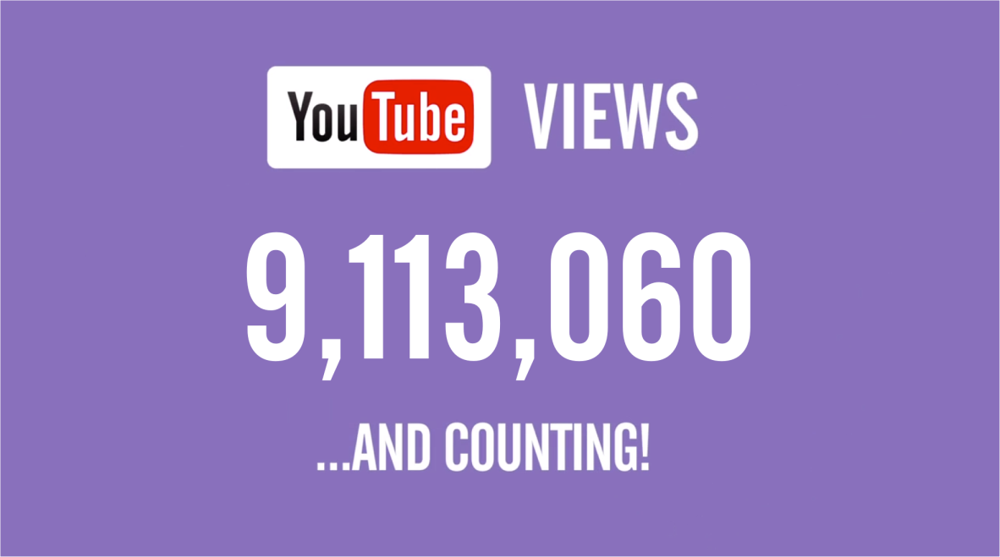 YouTube VIEWS
9,113,060
...AND COUNTING!